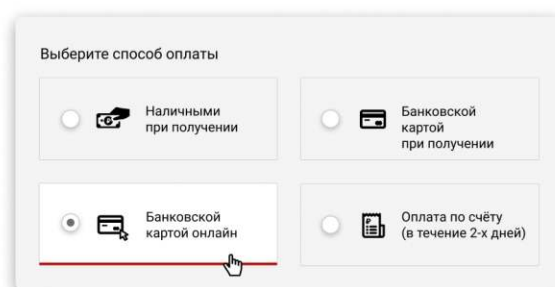 Выберите способ оплаты
Наличными
при получении
Банковской
картой
при получении
Банковской
картой онлайн
Оплата по счёту
(в течение 2-х дней)